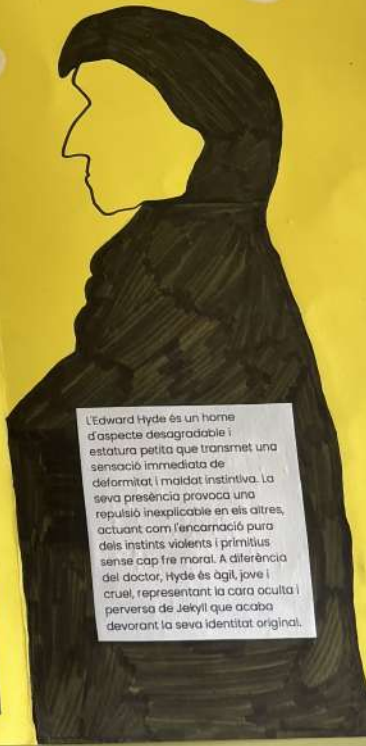 L'Edward Hyde és un home
d'aspecte desagradable i
estatura petita que transmet una
sensació immediata de
deformitat i maldat instintiva. La
seva presència provoca una
repulsió inexplicable en els altres,
actuant com l'encarnació pura
dels instints violents i primitius
sense cap fre moral. A diferència
del doctor, Hyde és àgil, jove i
cruel, representant la cara oculta i
perversa de Jekyll que acaba
devorant la seva identitat original.